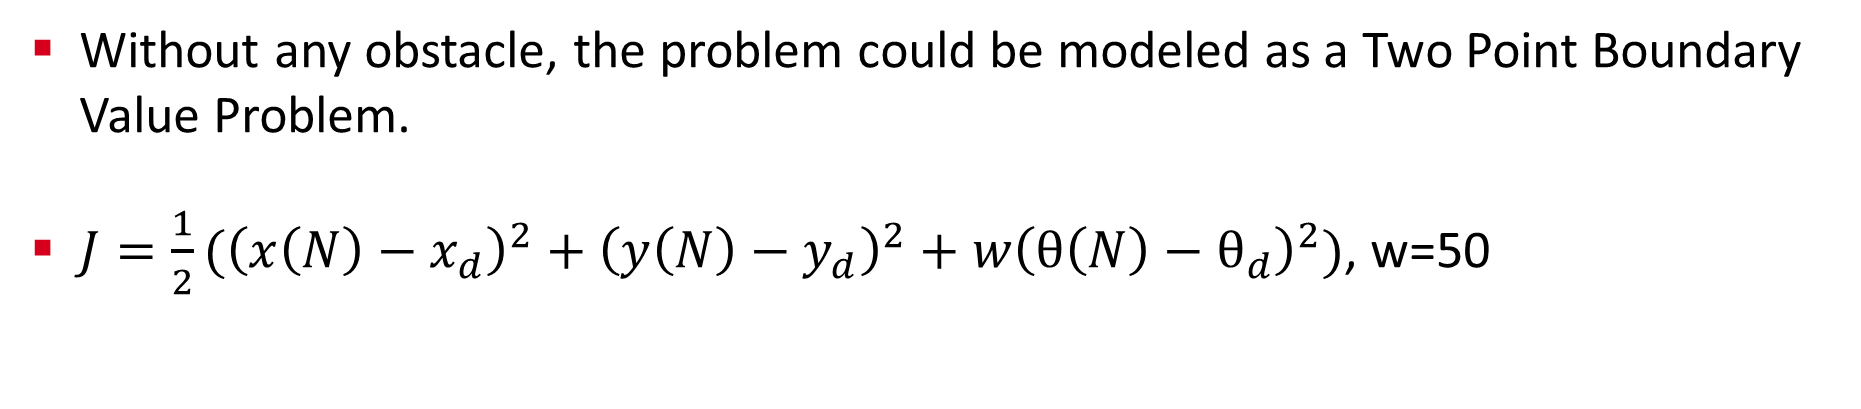 ▪ Without any obstacle, the problem could be modeled as a Two Point Boundary
Value Problem.
▪ J = 1/2 ((x(N) − x_d)² + (y(N) − y_d)² + w(θ(N) − θ_d)²), w=50